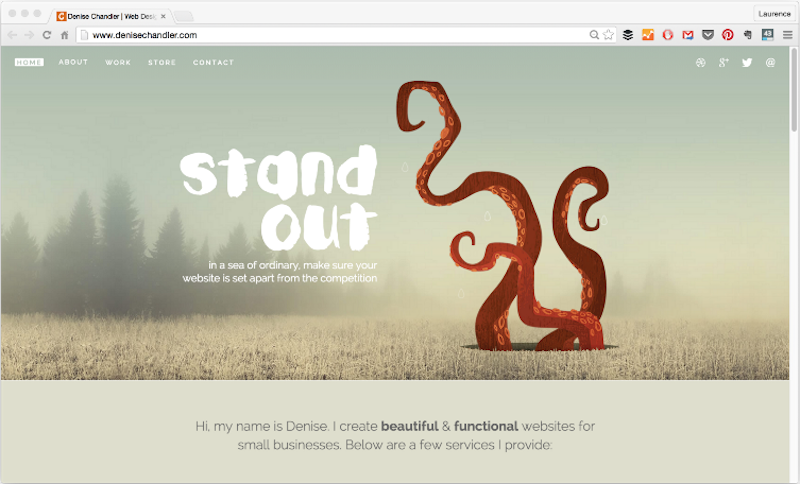 Denise Chandler | Web Desig
Laurence
www.denisechandler.com
43
HOME ABOUT WORK STORE CONTACT
stand
out
in a sea of ordinary, make sure your
website is set apart from the competition
Hi, my name is Denise. I create beautiful & functional websites for
small businesses. Below are a few services I provide: